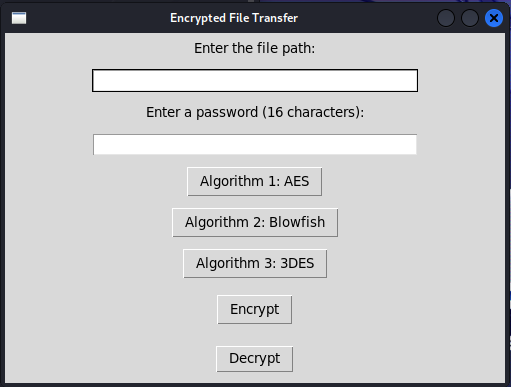 Encrypted File Transfer
Enter the file path:
Enter a password (16 characters):
Algorithm 1: AES
Algorithm 2: Blowfish
Algorithm 3: 3DES
Encrypt
Decrypt